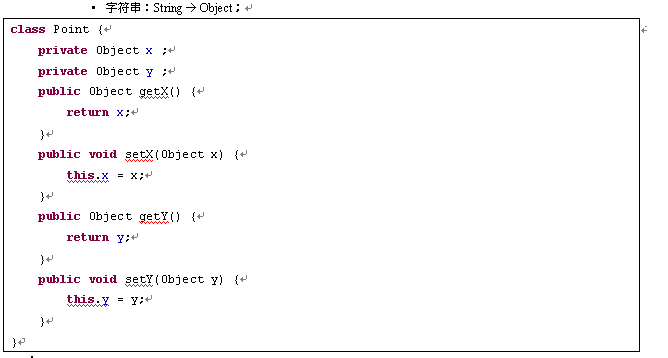 • 字符串：String → Object；↵
class Point {↵
    private Object x ;↵
    private Object y ;↵
    public Object getX() {↵
        return x;↵
    }↵
    public void setX(Object x) {↵
        this.x = x;↵
    }↵
    public Object getY() {↵
        return y;↵
    }↵
    public void setY(Object y) {↵
        this.y = y;↵
    }↵
}↵